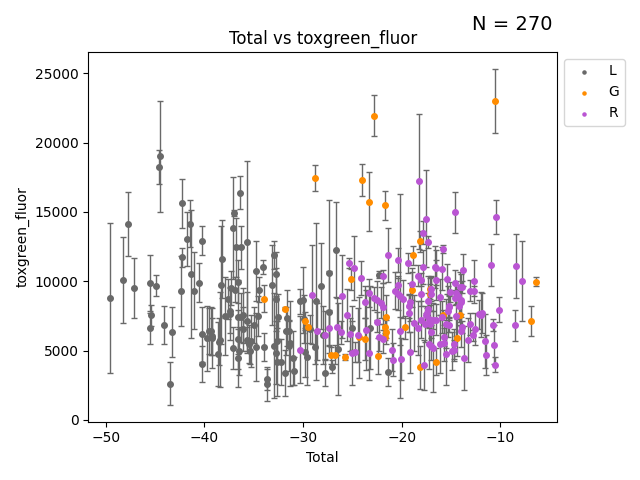 N = 270
Total vs toxgreen_fluor
25000
20000
15000
10000
5000
0
toxgreen_fluor
−50
−40
−30
−20
−10
Total
L
G
R